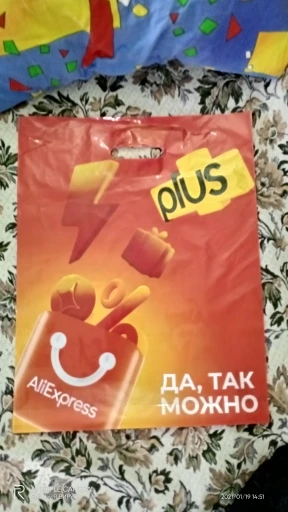 plus
AliExpress
ДА, ТАК
МОЖНО
2021/01/19 14:51